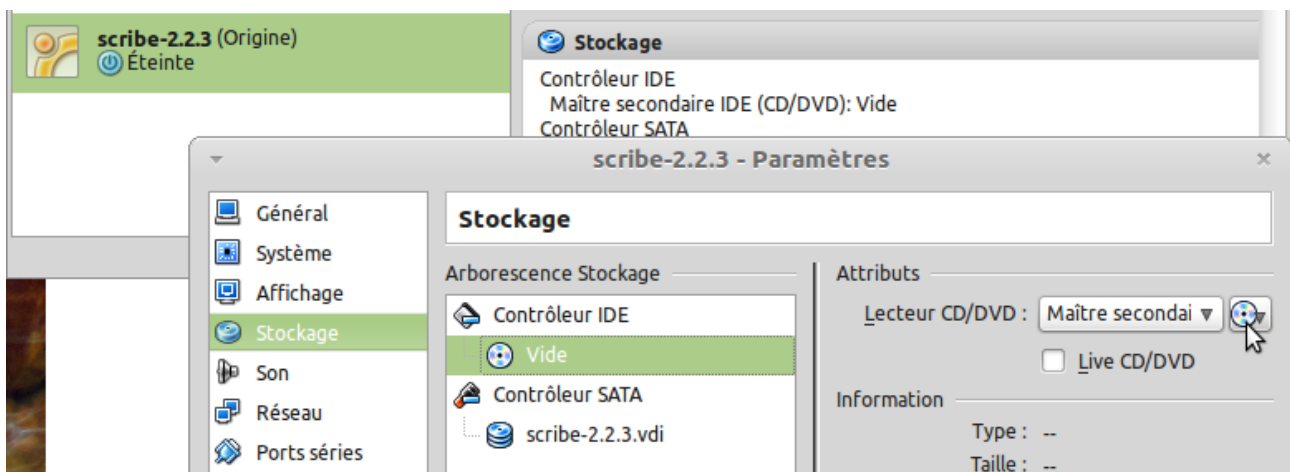 scribe-2.2.3 (Origine)
Éteinte
Stockage
Contrôleur IDE
Maître secondaire IDE (CD/DVD): Vide
Contrôleur SATA
scribe-2.2.3 - Paramètres
Général
Système
Affichage
Stockage
Son
Réseau
Ports séries
Stockage
Arborescence Stockage
Contrôleur IDE
Vide
Contrôleur SATA
scribe-2.2.3.vdi
Attributs
Lecteur CD/DVD : Maître secondai
Live CD/DVD
Information
Type : --
Taille : --